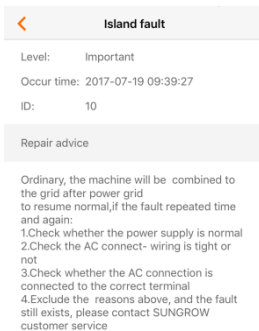 Island fault
Level: Important
Occur time: 2017-07-19 09:39:27
ID: 10
Repair advice
Ordinary, the machine will be combined to
the grid after power grid
to resume normal,if the fault repeated time
and again:
1.Check whether the power supply is normal
2.Check the AC connect- wiring is tight or
not
3.Check whether the AC connection is
connected to the correct terminal
4.Exclude the reasons above, and the fault
still exists, please contact SUNGROW
customer service